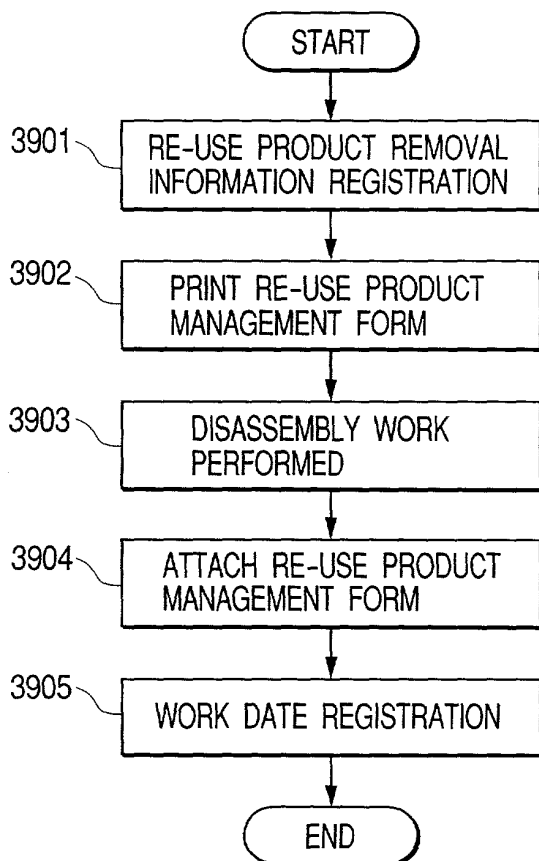 START
3901
RE-USE PRODUCT REMOVAL
INFORMATION REGISTRATION
3902
PRINT RE-USE PRODUCT
MANAGEMENT FORM
3903
DISASSEMBLY WORK
PERFORMED
3904
ATTACH RE-USE PRODUCT
MANAGEMENT FORM
3905
WORK DATE REGISTRATION
END